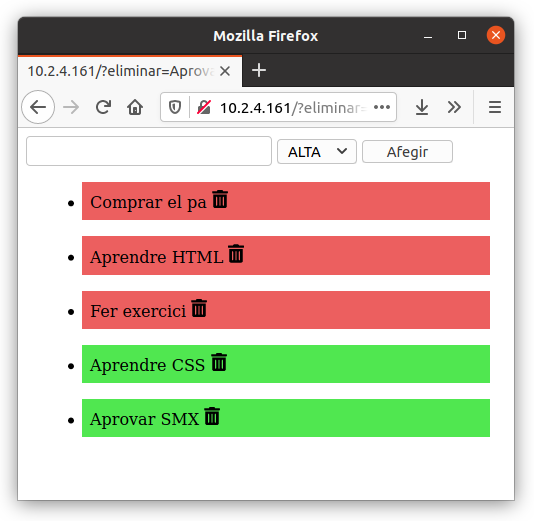 Mozilla Firefox
10.2.4.161/?eliminar=Aprova
10.2.4.161/?eliminar=
ALTA
Afegir
Comprar el pa
Aprendre HTML
Fer exercici
Aprendre CSS
Aprovar SMX